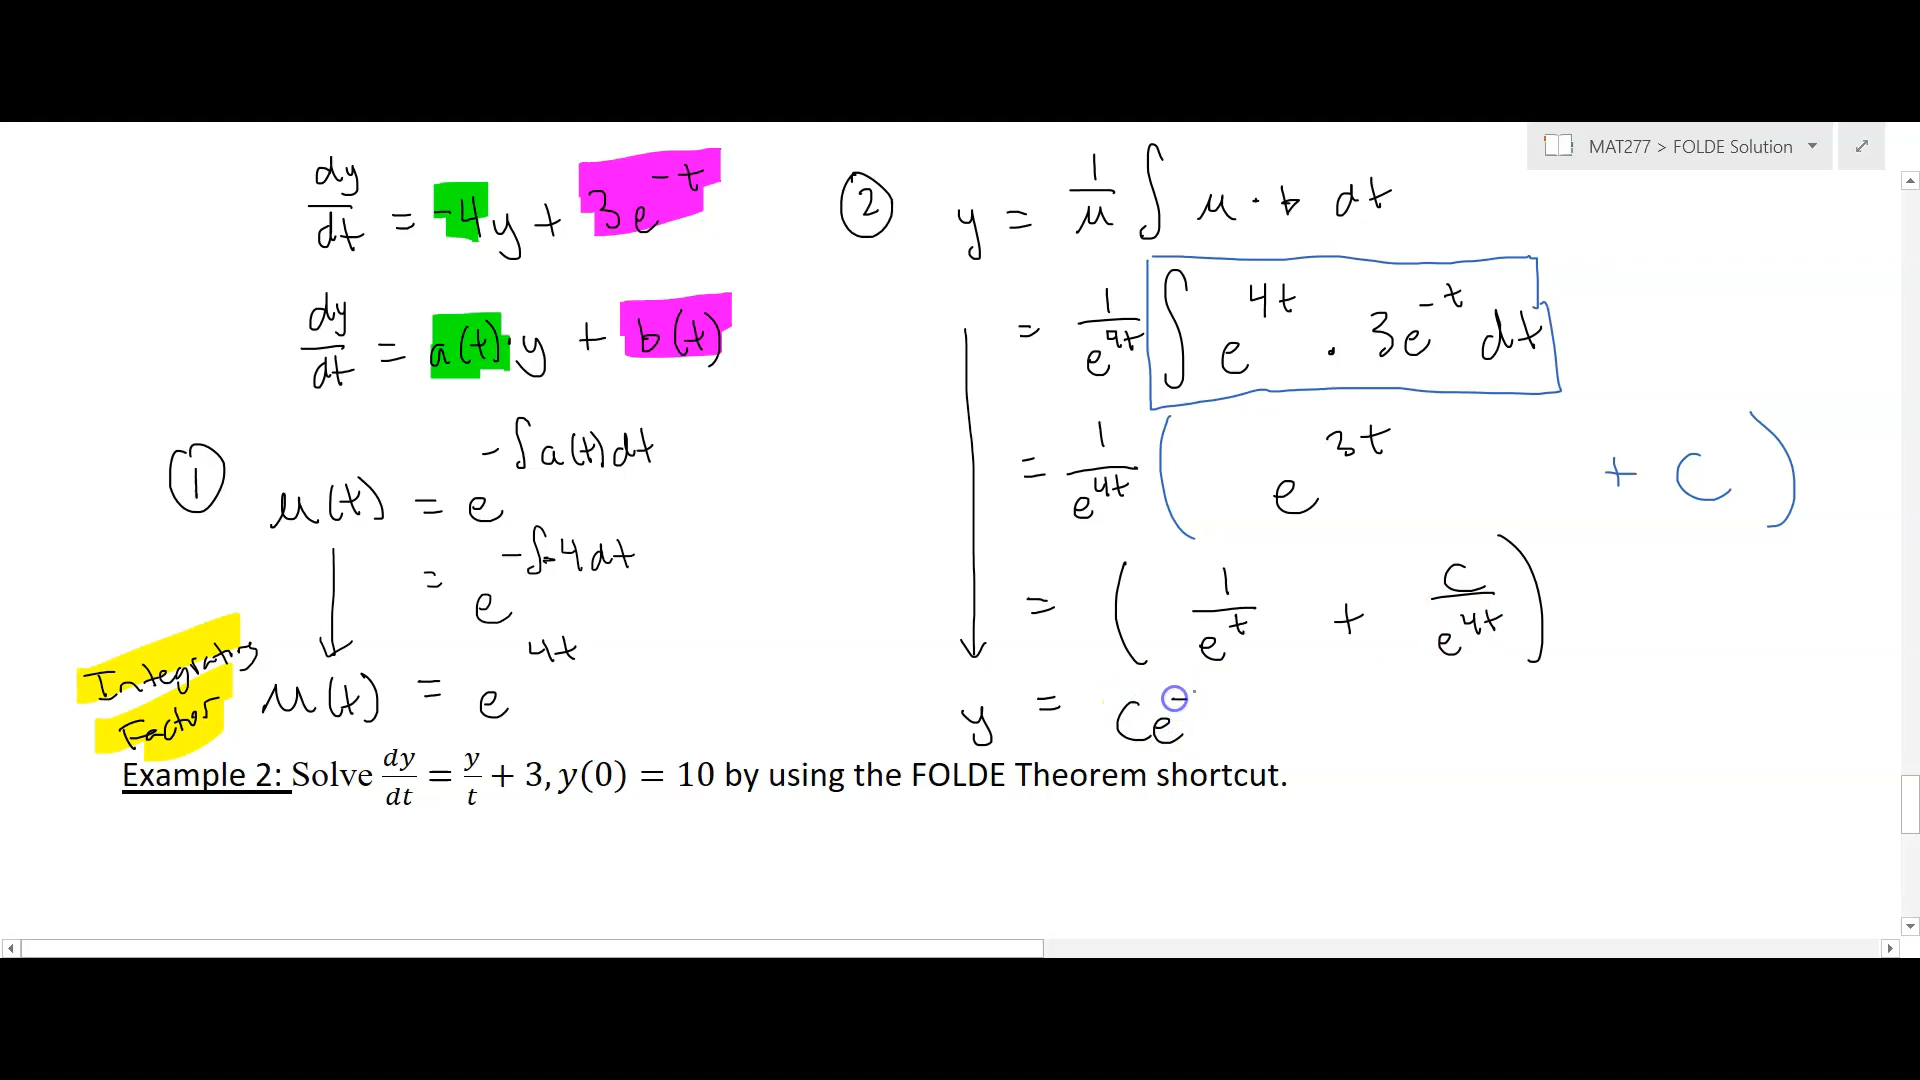 MAT277 > FOLDE Solution
dy/dt = -4y + 3e^{-t}
dy/dt = a(t)·y + b(t)
① μ(t) = e^{-∫a(t)dt}
= e^{-∫-4dt}
Integrating
Factor
μ(t) = e^{4t}
② y = 1/μ ∫ μ · b dt
= 1/e^{4t} ∫ e^{4t} · 3e^{-t} dt
= 1/e^{4t} ( e^{3t} + C )
= ( 1/e^t + C/e^{4t} )
y = Ce^{-
Example 2: Solve dy/dt = y/t + 3, y(0) = 10 by using the FOLDE Theorem shortcut.